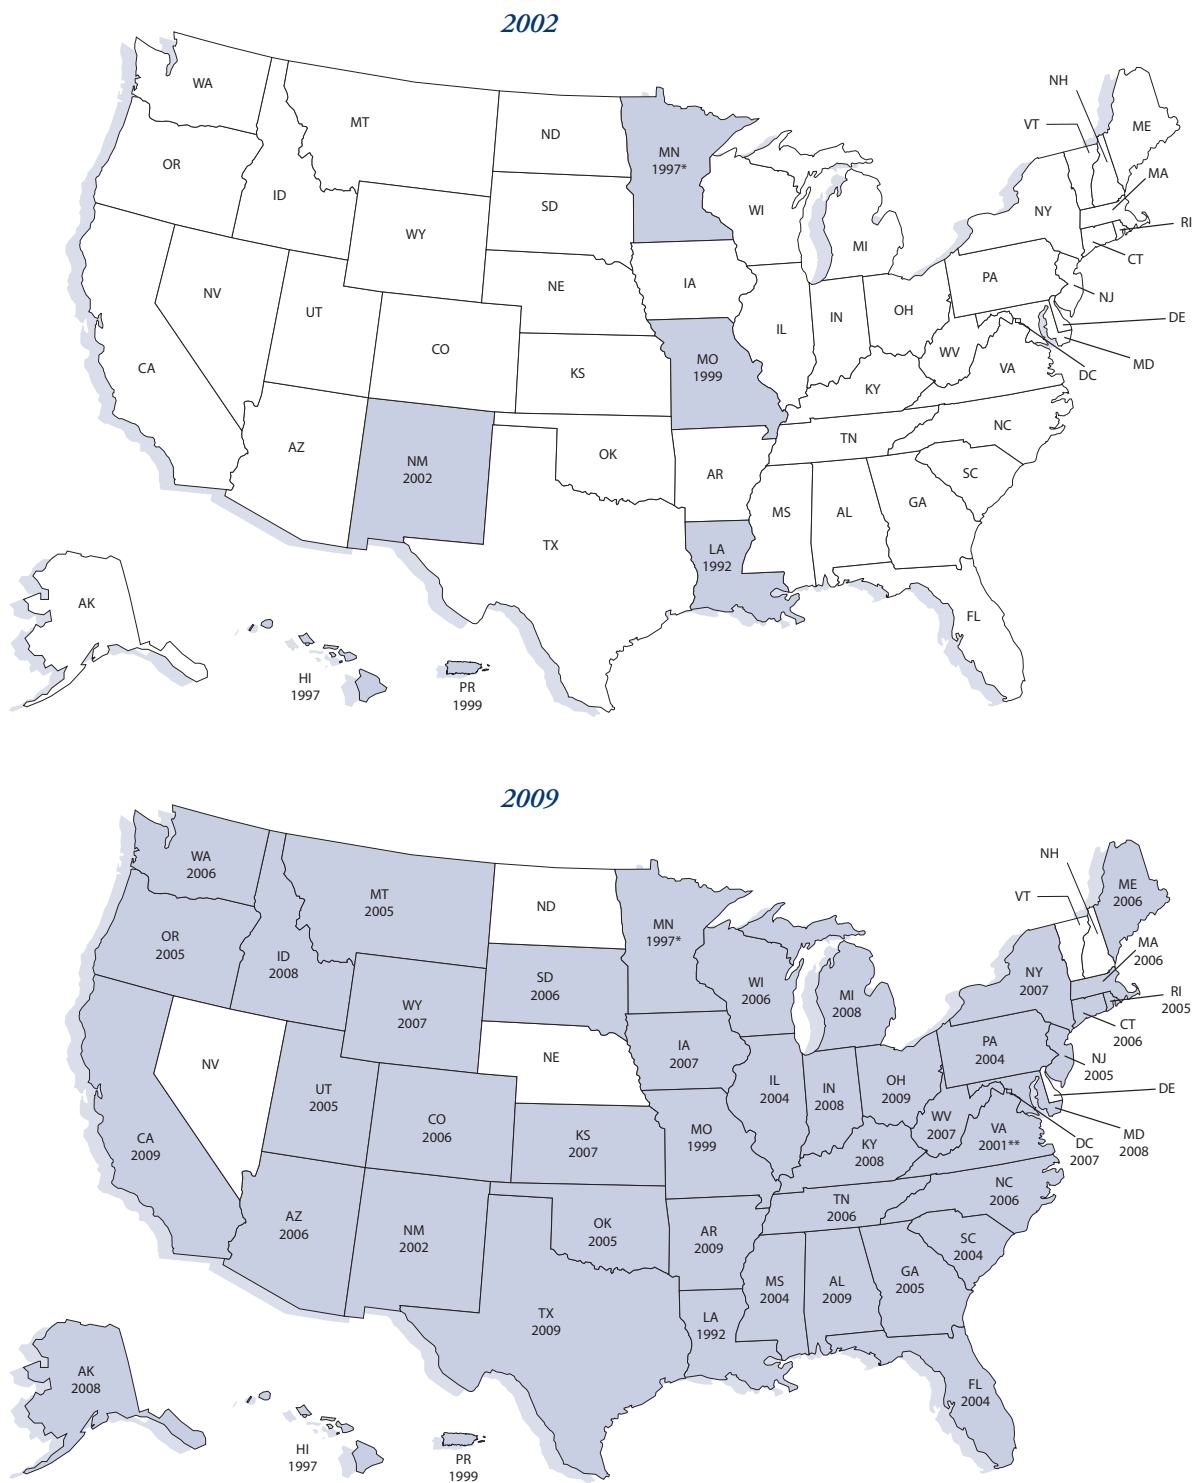 2002
WA
MT
ND
MN
1997*
OR
ID
SD
WI
WY
MI
NH
VT
ME
MA
NY
RI
CT
PA
NJ
DE
MD
DC
NV
UT
NE
IA
IL
IN
OH
WV
VA
CA
CO
KS
MO
1999
KY
AZ
NM
2002
OK
AR
TN
NC
SC
MS
AL
GA
TX
LA
1992
FL
AK
HI
1997
PR
1999
2009
WA
2006
MT
2005
ND
MN
1997*
OR
2005
ID
2008
SD
2006
WI
2006
WY
2007
MI
2008
NH
VT
ME
2006
MA
2006
NY
2007
RI
2005
CT
2006
PA
2004
NJ
2005
DE
MD
2008
DC
2007
NV
UT
2005
NE
IA
2007
IL
2004
IN
2008
OH
2009
WV
2007
VA
2001**
CA
2009
CO
2006
KS
2007
MO
1999
KY
2008
AZ
2006
NM
2002
OK
2005
AR
2009
TN
2006
NC
2006
SC
2004
MS
2004
AL
2009
GA
2005
TX
2009
LA
1992
FL
2004
AK
2008
HI
1997
PR
1999